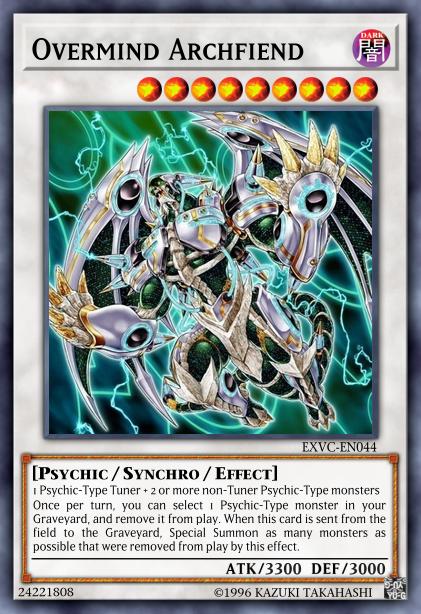 OVERMIND ARCHFIEND
DARK
闇
EXVC-EN044
[PSYCHIC / SYNCHRO / EFFECT]
1 Psychic-Type Tuner + 2 or more non-Tuner Psychic-Type monsters
Once per turn, you can select 1 Psychic-Type monster in your
Graveyard, and remove it from play. When this card is sent from the
field to the Graveyard, Special Summon as many monsters as
possible that were removed from play by this effect.
ATK/3300 DEF/3000
24221808
©1996 KAZUKI TAKAHASHI